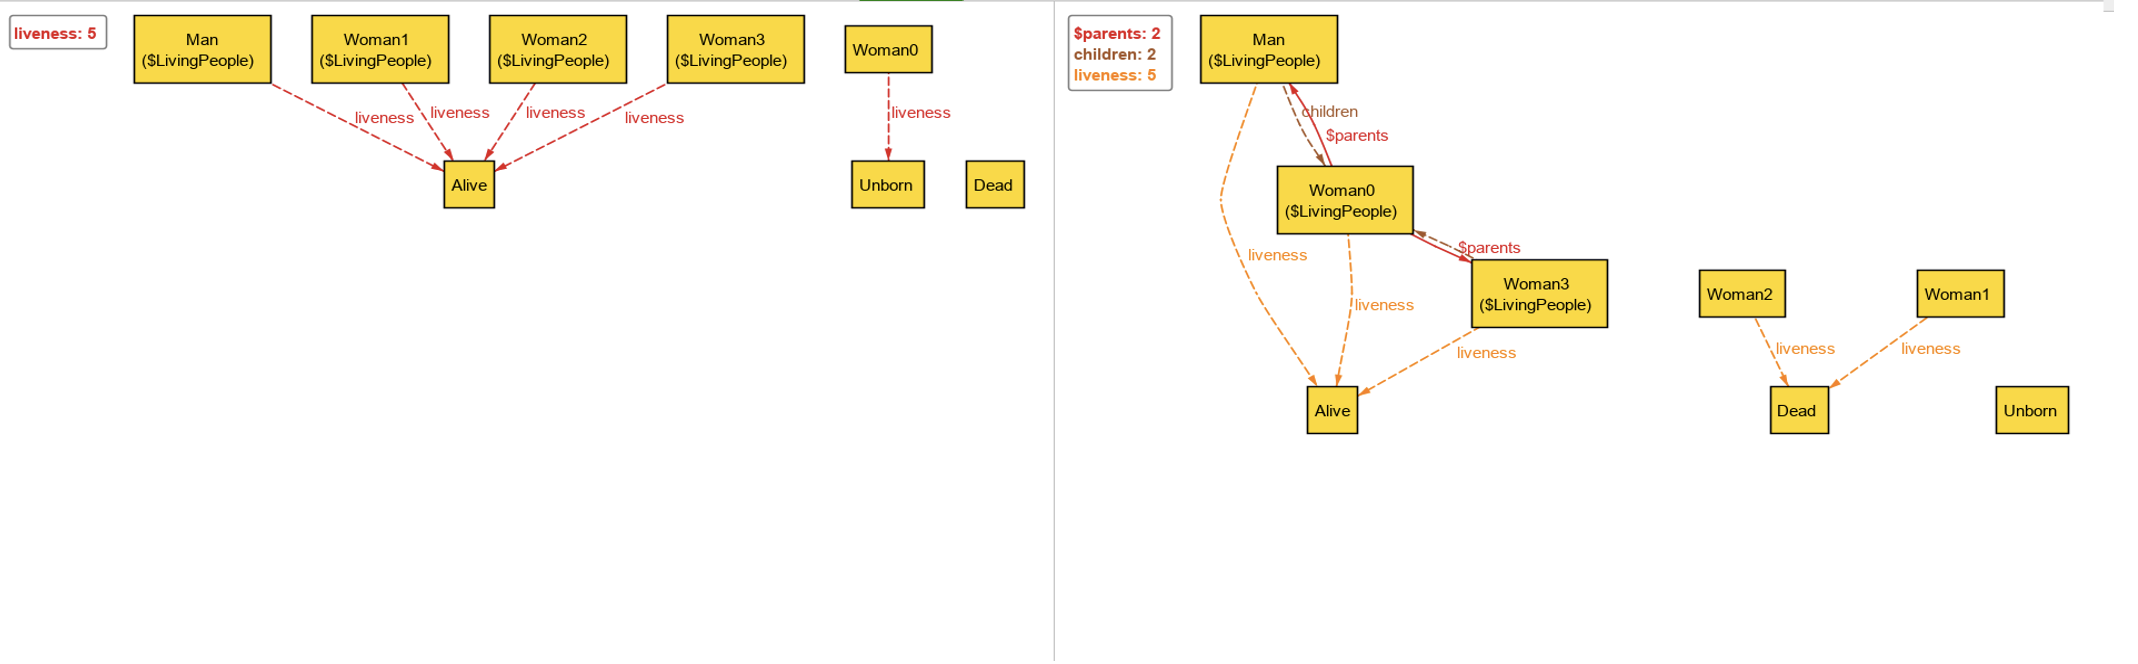 liveness: 5
Man
($LivingPeople)
Woman1
($LivingPeople)
Woman2
($LivingPeople)
Woman3
($LivingPeople)
Woman0
liveness
liveness
liveness
liveness
liveness
Alive
Unborn
Dead
$parents: 2
children: 2
liveness: 5
Man
($LivingPeople)
children
$parents
Woman0
($LivingPeople)
$parents
liveness
Woman3
($LivingPeople)
Woman2
Woman1
liveness
liveness
liveness
liveness
Alive
Dead
Unborn